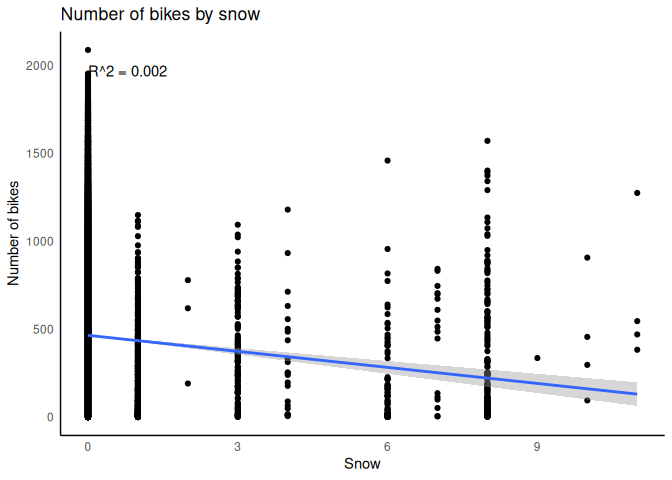 Number of bikes by snow
R^2 = 0.002
2000
1500
1000
500
0
Number of bikes
0 3 6 9
Snow